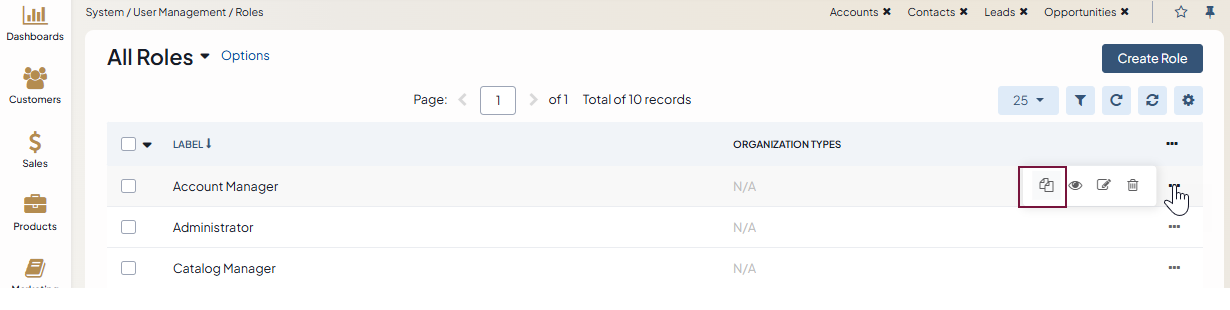 System / User Management / Roles
Accounts ✖ Contacts ✖ Leads ✖ Opportunities ✖
Dashboards
Customers
Sales
Products
All Roles Options
Create Role
Page: 1 of 1 Total of 10 records
25
LABEL ORGANIZATION TYPES
Account Manager N/A
Administrator N/A
Catalog Manager N/A